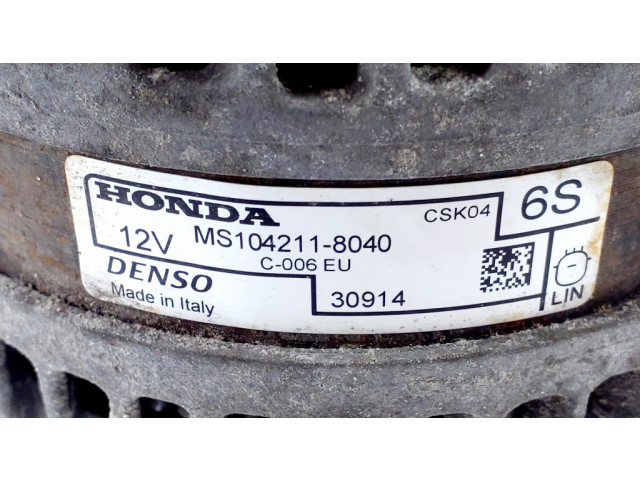 HONDA
CSK04
6S
12V
MS104211-8040
C-006 EU
DENSO
Made in Italy
30914
LIN